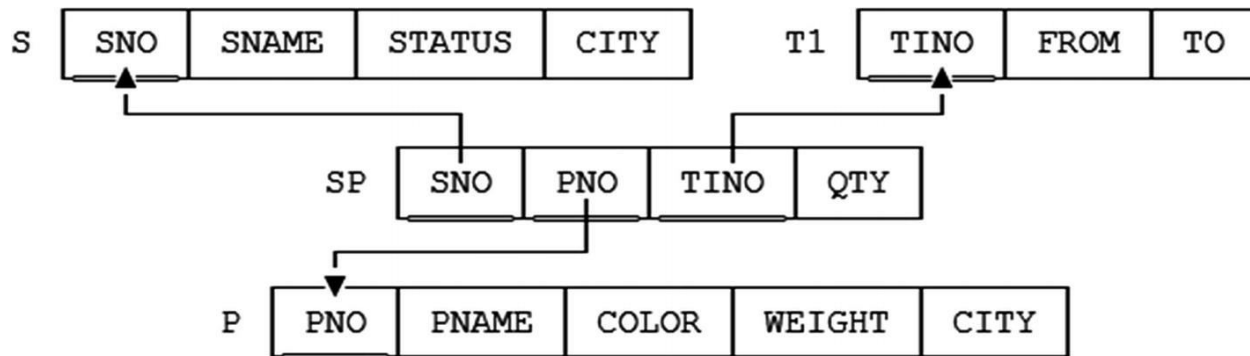 S SNO SNAME STATUS CITY T1 TINO FROM TO
SP SNO PNO TINO QTY
P PNO PNAME COLOR WEIGHT CITY